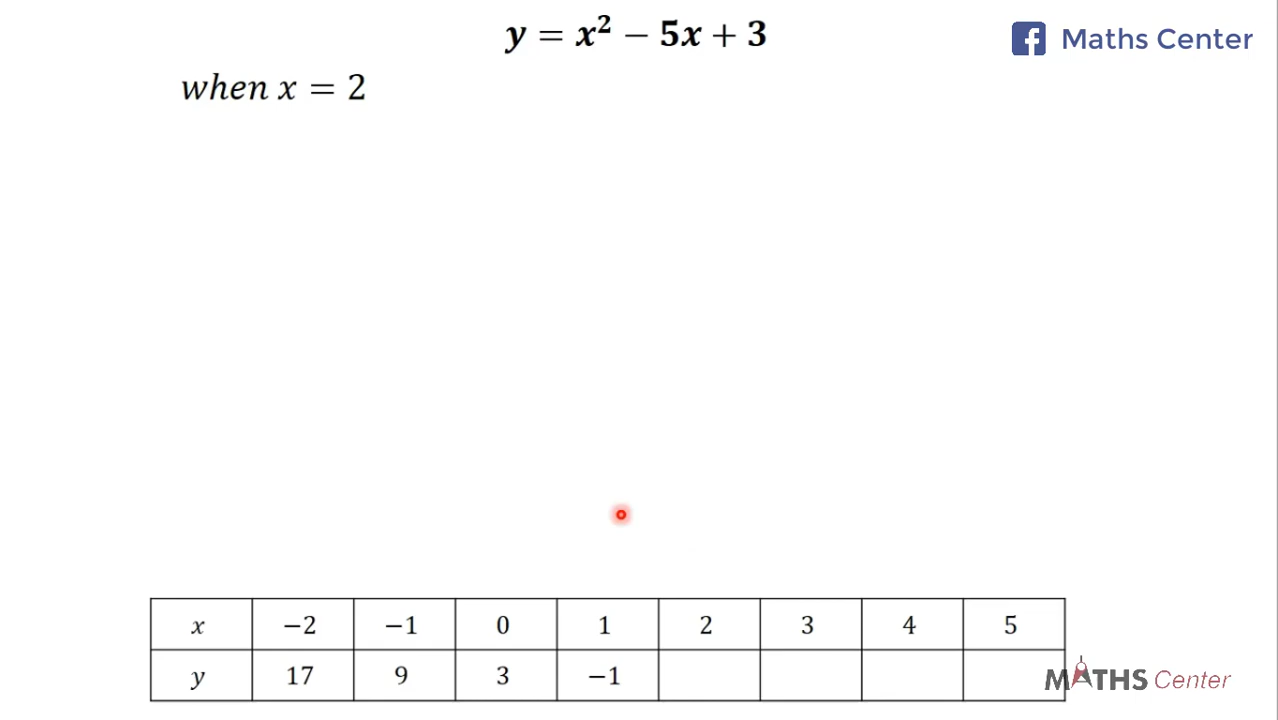 y = x² − 5x + 3
Maths Center
when x = 2
x −2 −1 0 1 2 3 4 5
y 17 9 3 −1
MATHS Center